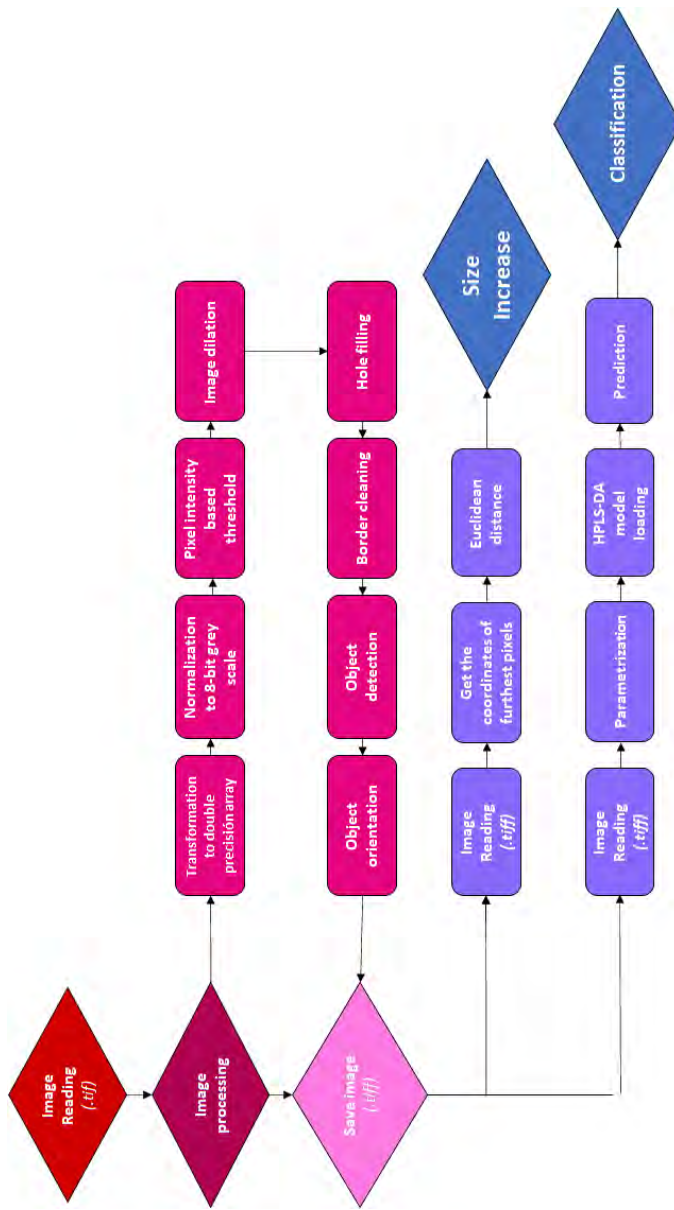 Image
Reading
(.tif)
Image
processing
Transformation
to double
precisión array
Normalization
to 8-bit grey
scale
Pixel intensity
based
threshold
Image dilation
Hole filling
Border cleaning
Object
detection
Object
orientation
Save image
(.tiff)
Image
Reading
(.tiff)
Get the
coordinates of
furthest pixels
Euclidean
distance
Size
Increase
Image
Reading
(.tiff)
Parametrization
HPLS-DA
model
loading
Prediction
Classification